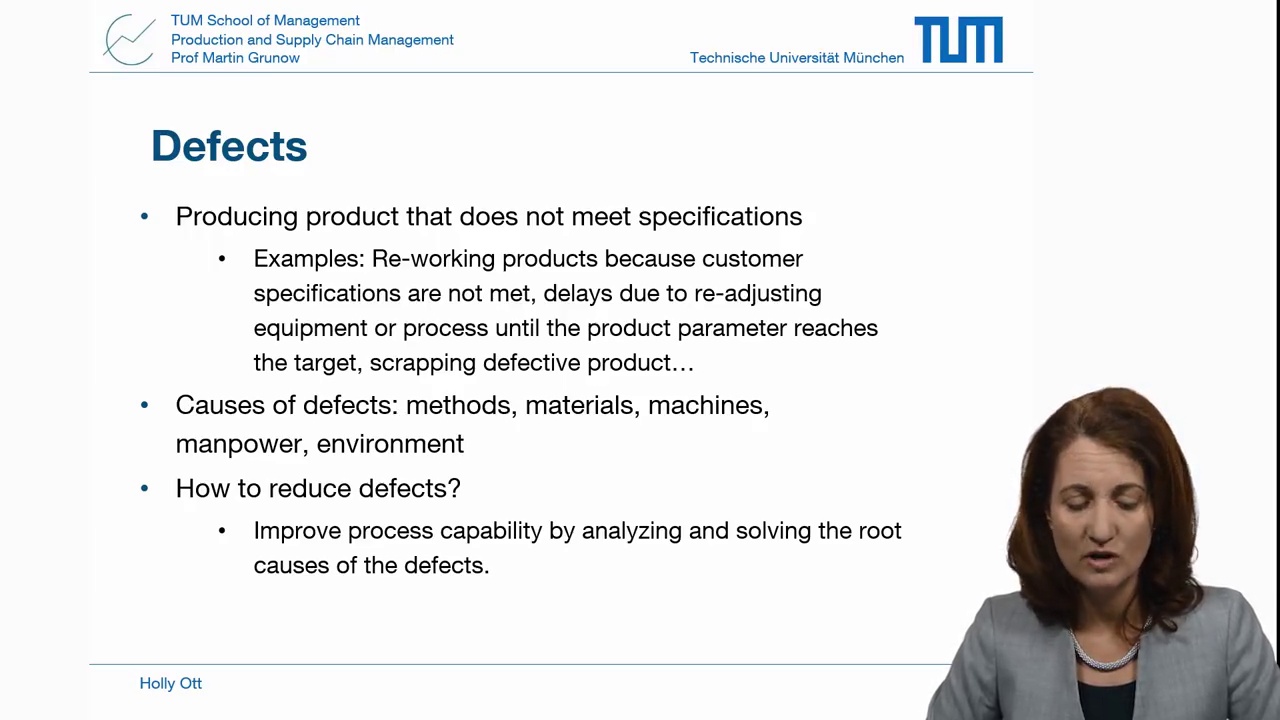 TUM School of Management
Production and Supply Chain Management
Prof Martin Grunow
Technische Universität München
TUM
Defects
• Producing product that does not meet specifications
• Examples: Re-working products because customer
specifications are not met, delays due to re-adjusting
equipment or process until the product parameter reaches
the target, scrapping defective product…
• Causes of defects: methods, materials, machines,
manpower, environment
• How to reduce defects?
• Improve process capability by analyzing and solving the root
causes of the defects.
Holly Ott